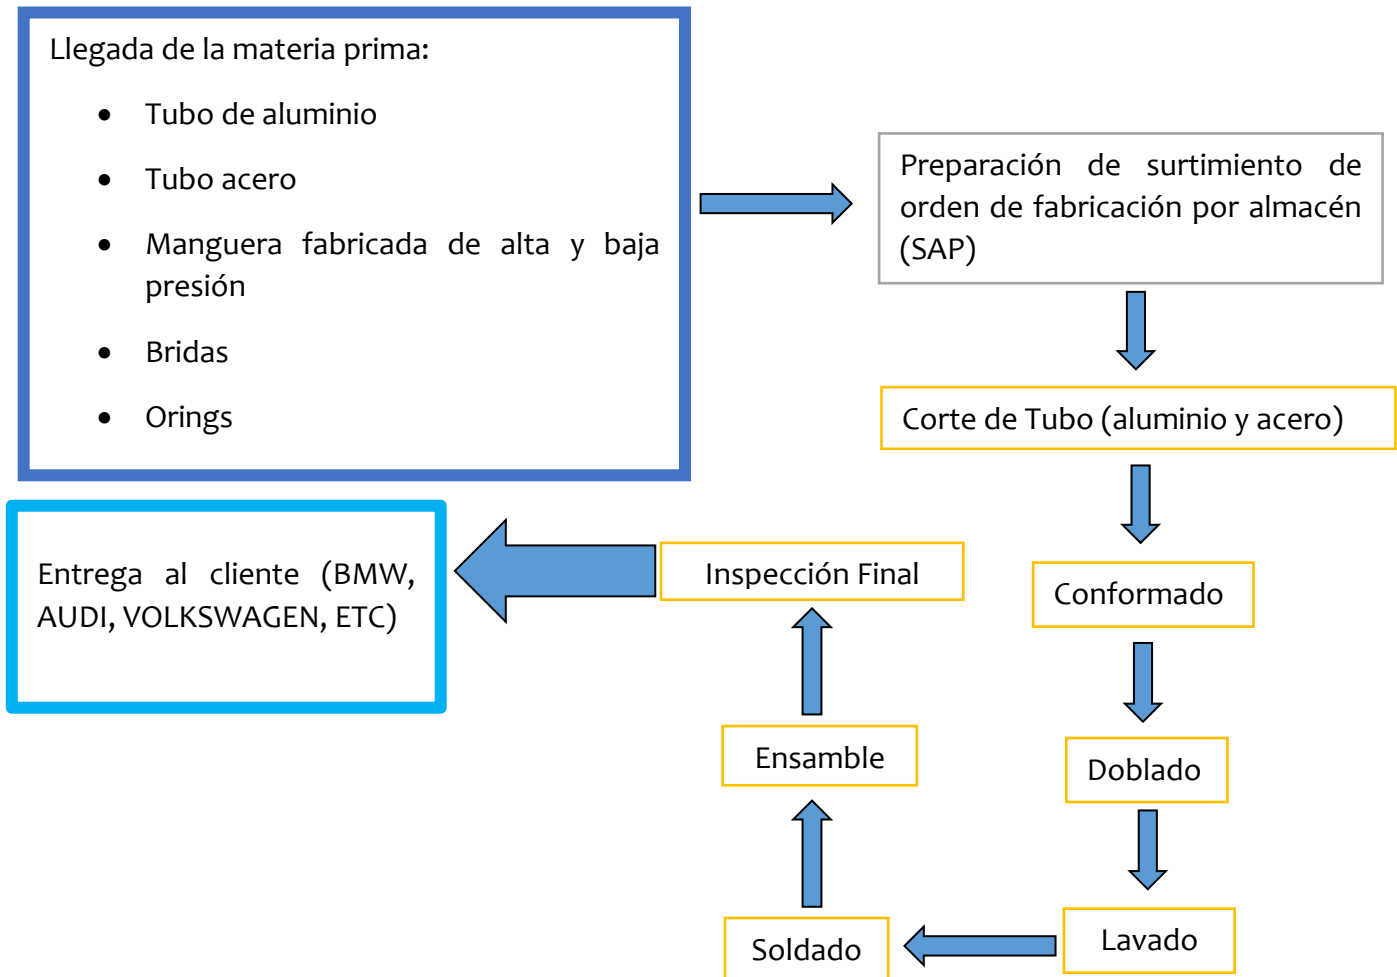 Llegada de la materia prima:
• Tubo de aluminio
• Tubo acero
• Manguera fabricada de alta y baja
presión
• Bridas
• Orings
Preparación de surtimiento de
orden de fabricación por almacén
(SAP)
Corte de Tubo (aluminio y acero)
Conformado
Doblado
Lavado
Soldado
Ensamble
Inspección Final
Entrega al cliente (BMW,
AUDI, VOLKSWAGEN, ETC)